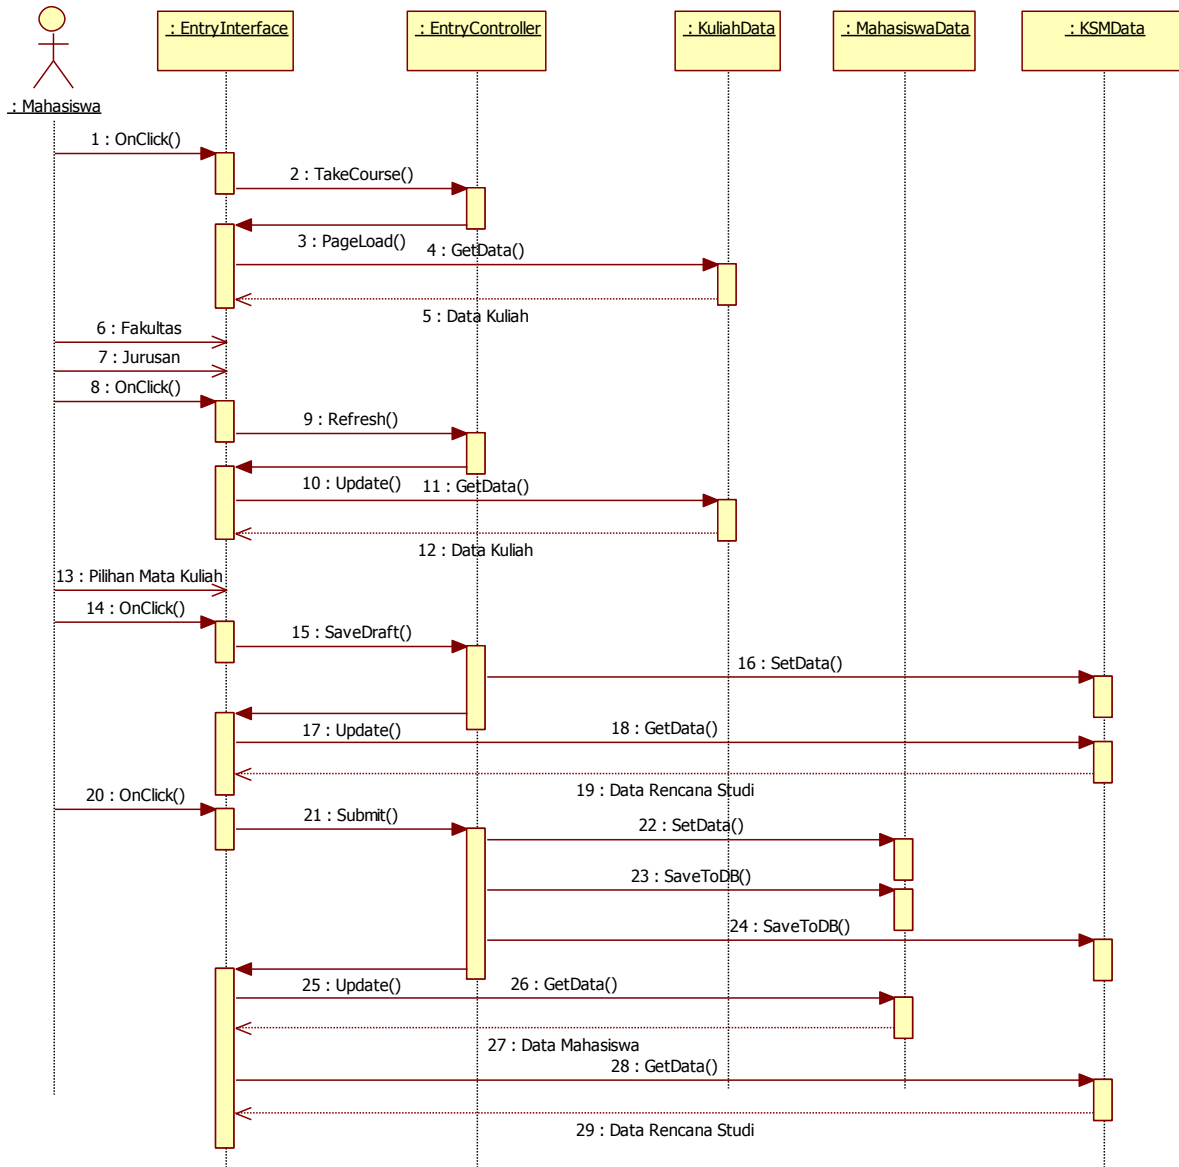 : EntryInterface
: EntryController
: KuliahData
: MahasiswaData
: KSMData
: Mahasiswa
1 : OnClick()
2 : TakeCourse()
3 : PageLoad()
4 : GetData()
5 : Data Kuliah
6 : Fakultas
7 : Jurusan
8 : OnClick()
9 : Refresh()
10 : Update()
11 : GetData()
12 : Data Kuliah
13 : Pilihan Mata Kuliah
14 : OnClick()
15 : SaveDraft()
16 : SetData()
17 : Update()
18 : GetData()
19 : Data Rencana Studi
20 : OnClick()
21 : Submit()
22 : SetData()
23 : SaveToDB()
24 : SaveToDB()
25 : Update()
26 : GetData()
27 : Data Mahasiswa
28 : GetData()
29 : Data Rencana Studi